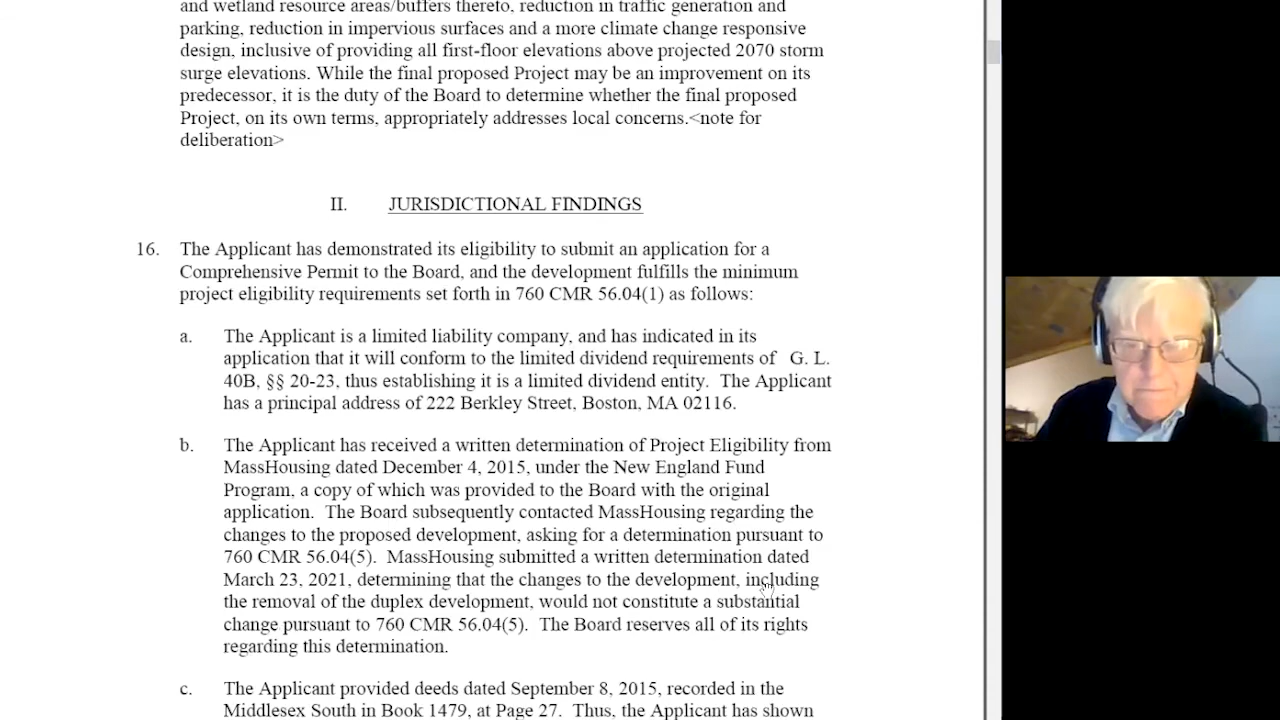 and wetland resource areas/buffers thereto, reduction in traffic generation and
parking, reduction in impervious surfaces and a more climate change responsive
design, inclusive of providing all first-floor elevations above projected 2070 storm
surge elevations. While the final proposed Project may be an improvement on its
predecessor, it is the duty of the Board to determine whether the final proposed
Project, on its own terms, appropriately addresses local concerns.<note for
deliberation>
II. JURISDICTIONAL FINDINGS
16. The Applicant has demonstrated its eligibility to submit an application for a
Comprehensive Permit to the Board, and the development fulfills the minimum
project eligibility requirements set forth in 760 CMR 56.04(1) as follows:
a. The Applicant is a limited liability company, and has indicated in its
application that it will conform to the limited dividend requirements of G. L.
40B, §§ 20-23, thus establishing it is a limited dividend entity. The Applicant
has a principal address of 222 Berkley Street, Boston, MA 02116.
b. The Applicant has received a written determination of Project Eligibility from
MassHousing dated December 4, 2015, under the New England Fund
Program, a copy of which was provided to the Board with the original
application. The Board subsequently contacted MassHousing regarding the
changes to the proposed development, asking for a determination pursuant to
760 CMR 56.04(5). MassHousing submitted a written determination dated
March 23, 2021, determining that the changes to the development, including
the removal of the duplex development, would not constitute a substantial
change pursuant to 760 CMR 56.04(5). The Board reserves all of its rights
regarding this determination.
c. The Applicant provided deeds dated September 8, 2015, recorded in the
Middlesex South in Book 1479, at Page 27. Thus, the Applicant has shown